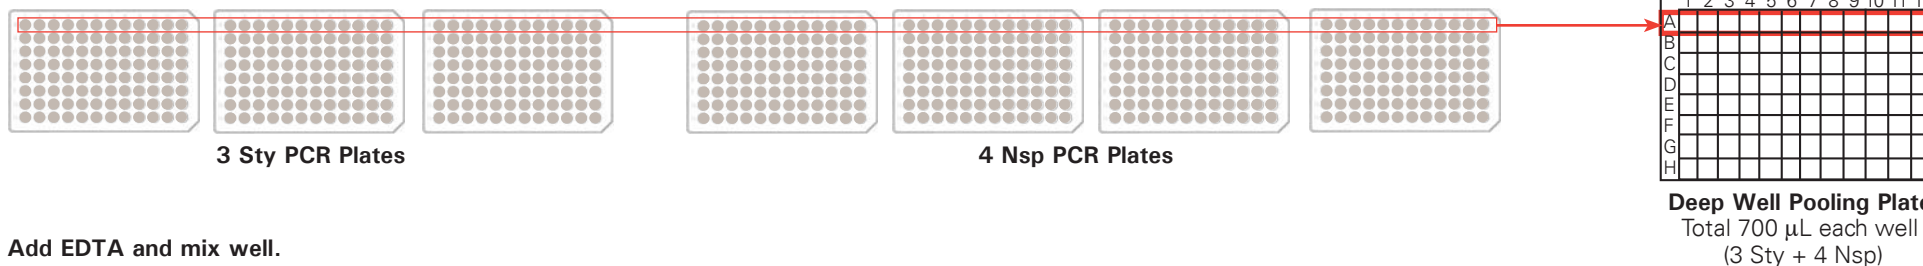 1 2 3 4 5 6 7 8 9 10 11 1
A
B
C
D
E
F
G
H
3 Sty PCR Plates
4 Nsp PCR Plates
Deep Well Pooling Plate
Total 700 µL each well
(3 Sty + 4 Nsp)
Add EDTA and mix well.